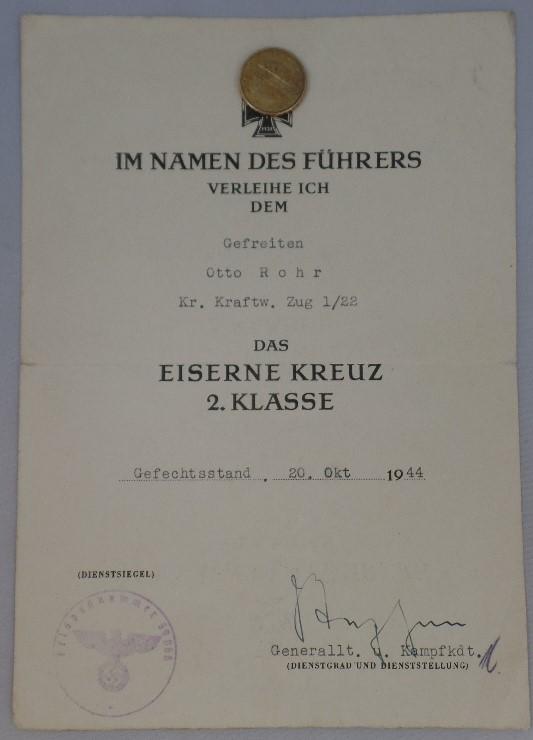 IM NAMEN DES FÜHRERS
VERLEIHE ICH
DEM
Gefreiten
Otto Rohr
Kr. Kraftw. Zug 1/22
DAS
EISERNE KREUZ
2. KLASSE
Gefechtsstand, 20. Okt 1944
(DIENSTSIEGEL)
Feldpostnummer
Generallt. u. Kampfkdt.
(DIENSTGRAD UND DIENSTSTELLUNG)